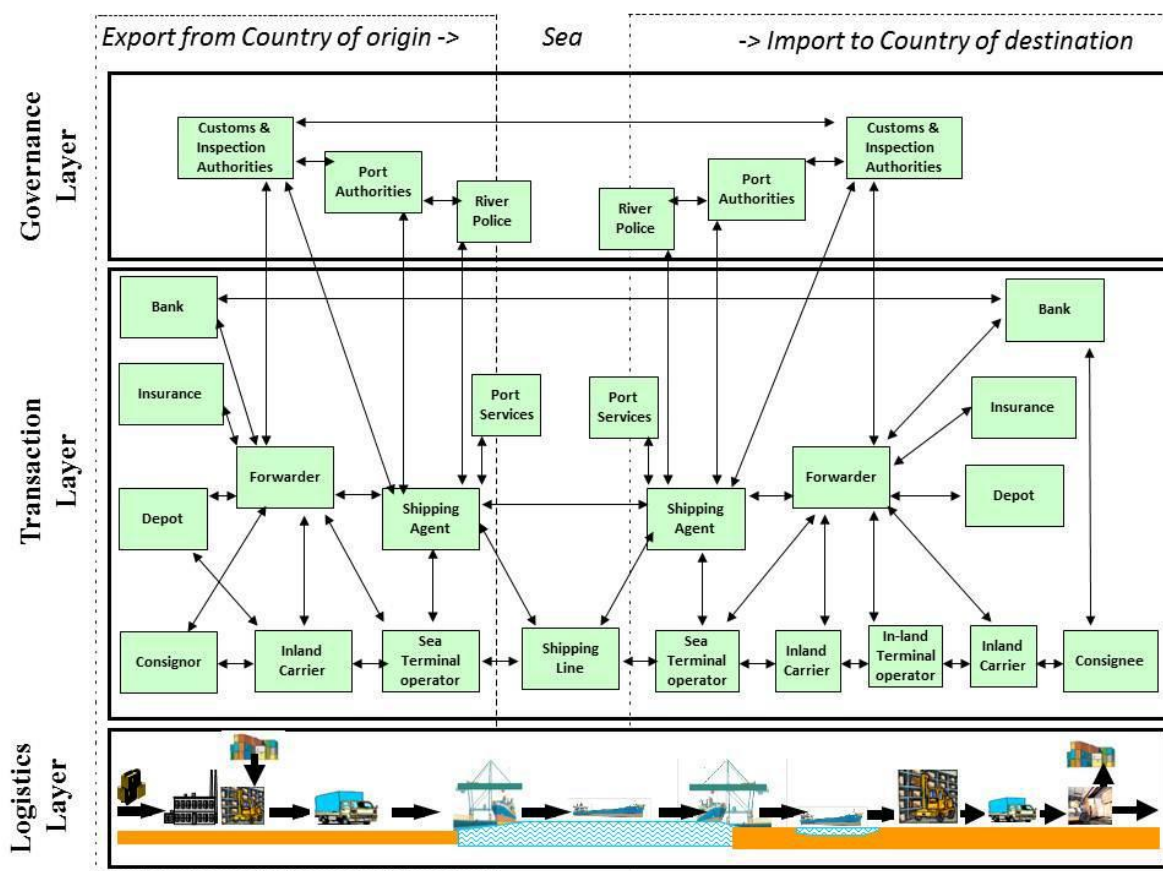 Export from Country of origin ->
Sea
-> Import to Country of destination
Governance
Layer
Customs &
Inspection
Authorities
Port
Authorities
River
Police
River
Police
Port
Authorities
Customs &
Inspection
Authorities
Transaction
Layer
Bank
Insurance
Forwarder
Depot
Shipping
Agent
Port
Services
Port
Services
Shipping
Agent
Forwarder
Bank
Insurance
Depot
Consignor
Inland
Carrier
Sea
Terminal
operator
Shipping
Line
Sea
Terminal
operator
Inland
Carrier
In-land
Terminal
operator
Inland
Carrier
Consignee
Logistics
Layer